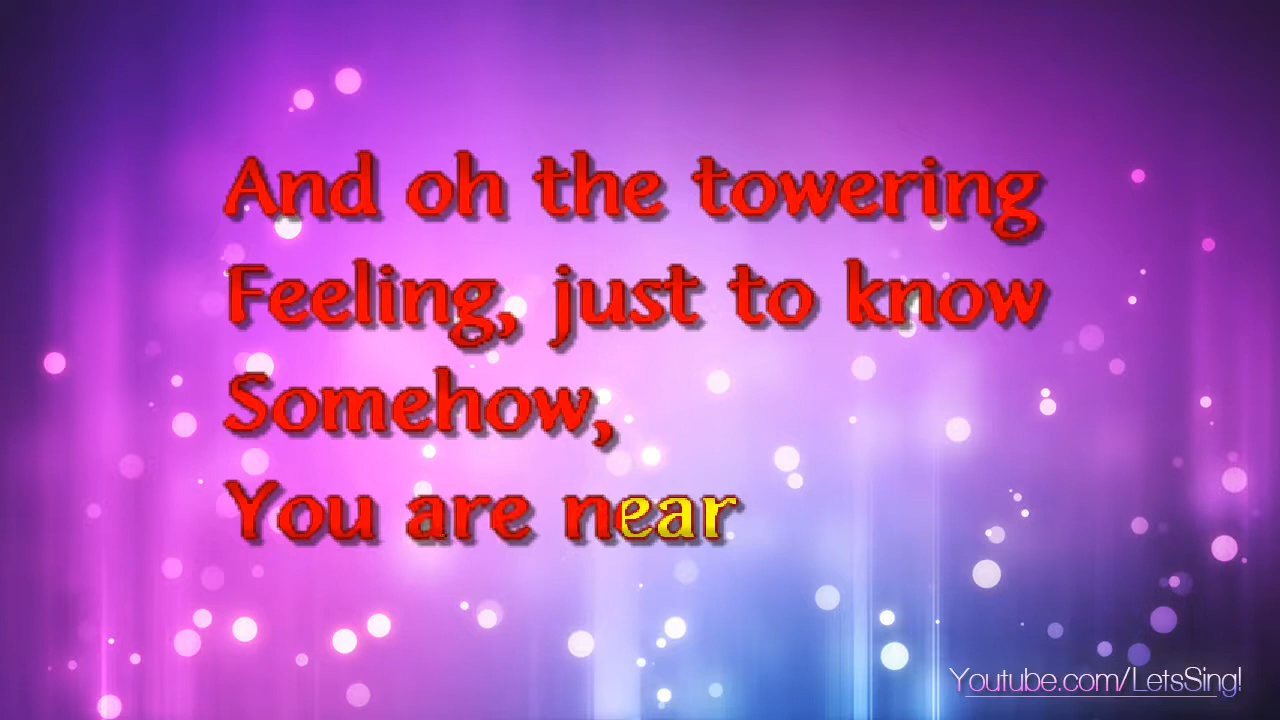 And oh the towering
Feeling, just to know
Somehow,
You are near
Youtube.com/LetsSing!